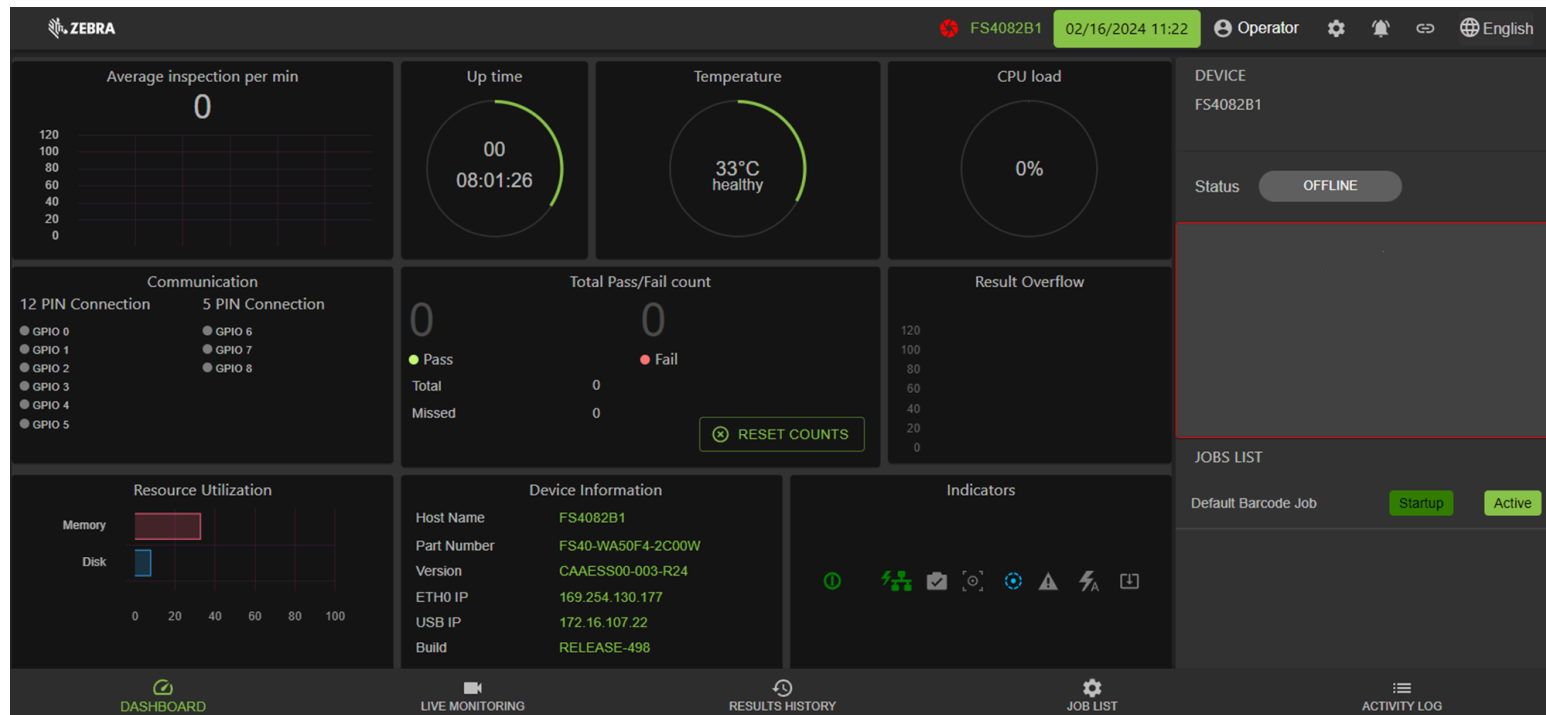 ZEBRA
FS4082B1
02/16/2024 11:22
Operator
English
Average inspection per min
0
120
100
80
60
40
20
0
Up time
00
08:01:26
Temperature
33°C
healthy
CPU load
0%
DEVICE
FS4082B1
Status OFFLINE
Communication
12 PIN Connection 5 PIN Connection
GPIO 0 GPIO 6
GPIO 1 GPIO 7
GPIO 2 GPIO 8
GPIO 3
GPIO 4
GPIO 5
Total Pass/Fail count
0 0
Pass Fail
Total 0
Missed 0
RESET COUNTS
Result Overflow
120
100
80
60
40
20
0
JOBS LIST
Default Barcode Job Startup Active
Resource Utilization
Memory
Disk
0 20 40 60 80 100
Device Information
Host Name FS4082B1
Part Number FS40-WA50F4-2C00W
Version CAAESS00-003-R24
ETH0 IP 169.254.130.177
USB IP 172.16.107.22
Build RELEASE-498
Indicators
A
DASHBOARD
LIVE MONITORING
RESULTS HISTORY
JOB LIST
ACTIVITY LOG